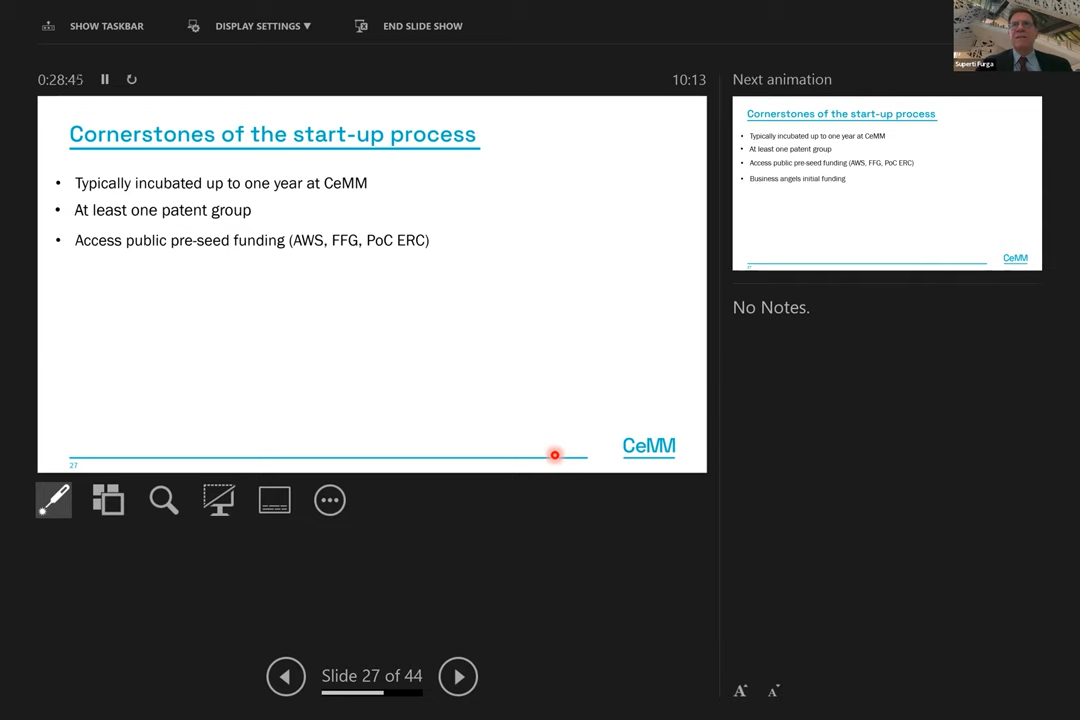 SHOW TASKBAR
DISPLAY SETTINGS ▼
END SLIDE SHOW
Superti Furga
0:28:45
10:13
Cornerstones of the start-up process
• Typically incubated up to one year at CeMM
• At least one patent group
• Access public pre-seed funding (AWS, FFG, PoC ERC)
CeMM
27
Next animation
Cornerstones of the start-up process
• Typically incubated up to one year at CeMM
• At least one patent group
• Access public pre-seed funding (AWS, FFG, PoC ERC)
• Business angels initial funding
CeMM
27
No Notes.
Slide 27 of 44
A A